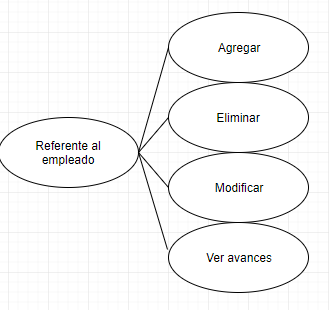 Agregar
Eliminar
Referente al
empleado
Modificar
Ver avances